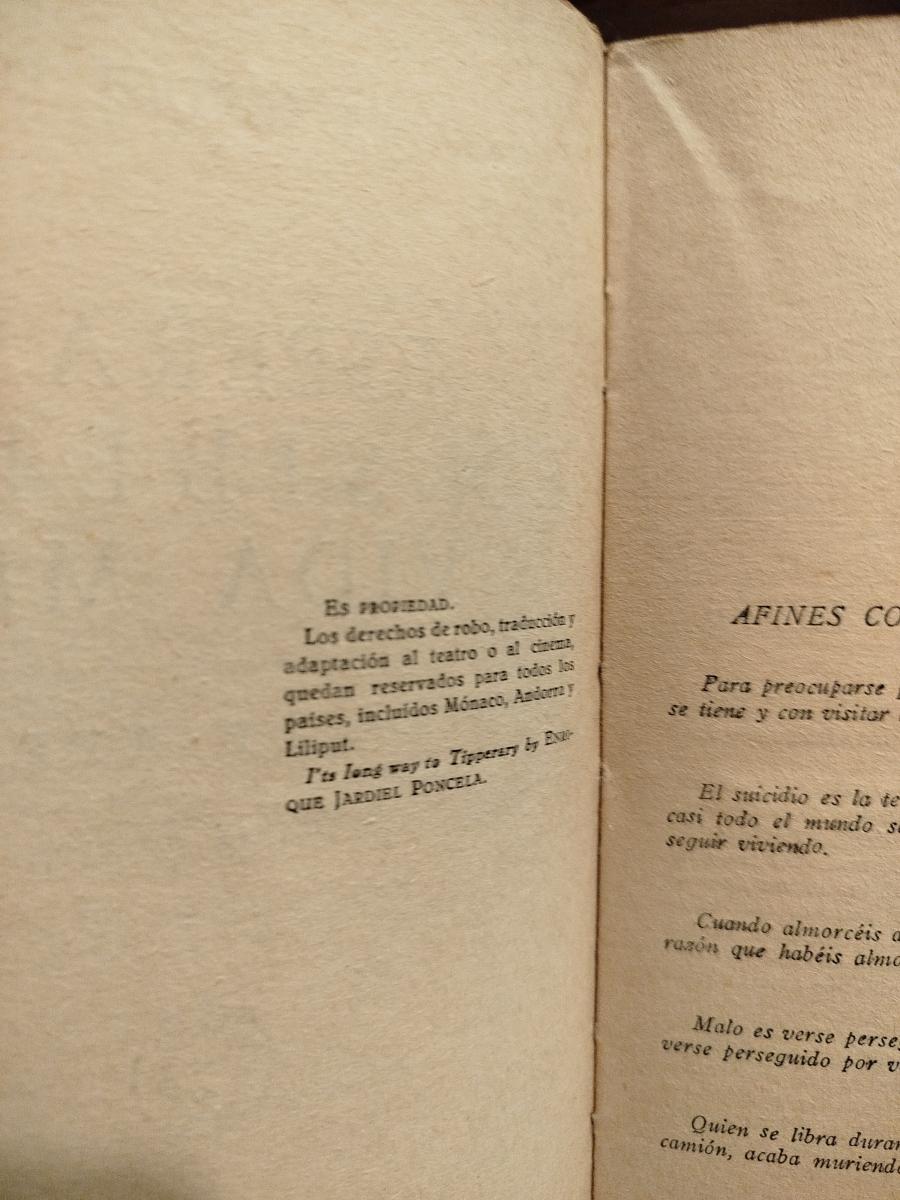 Es PROPIEDAD.
Los derechos de robo, traducción y
adaptación al teatro o al cinema,
quedan reservados para todos los
países, incluídos Mónaco, Andorra y
Liliput.
I'ts long way to Tipperary by ENRI-
QUE JARDIEL PONCELA.
AFINES CO
Para preocuparse
se tiene y con visitar
El suicidio es la te
casi todo el mundo s
seguir viviendo.
Cuando almorcéis
razón que habéis almo
Malo es verse perse
verse perseguido por v
Quien se libra duran
camión, acaba muriendo